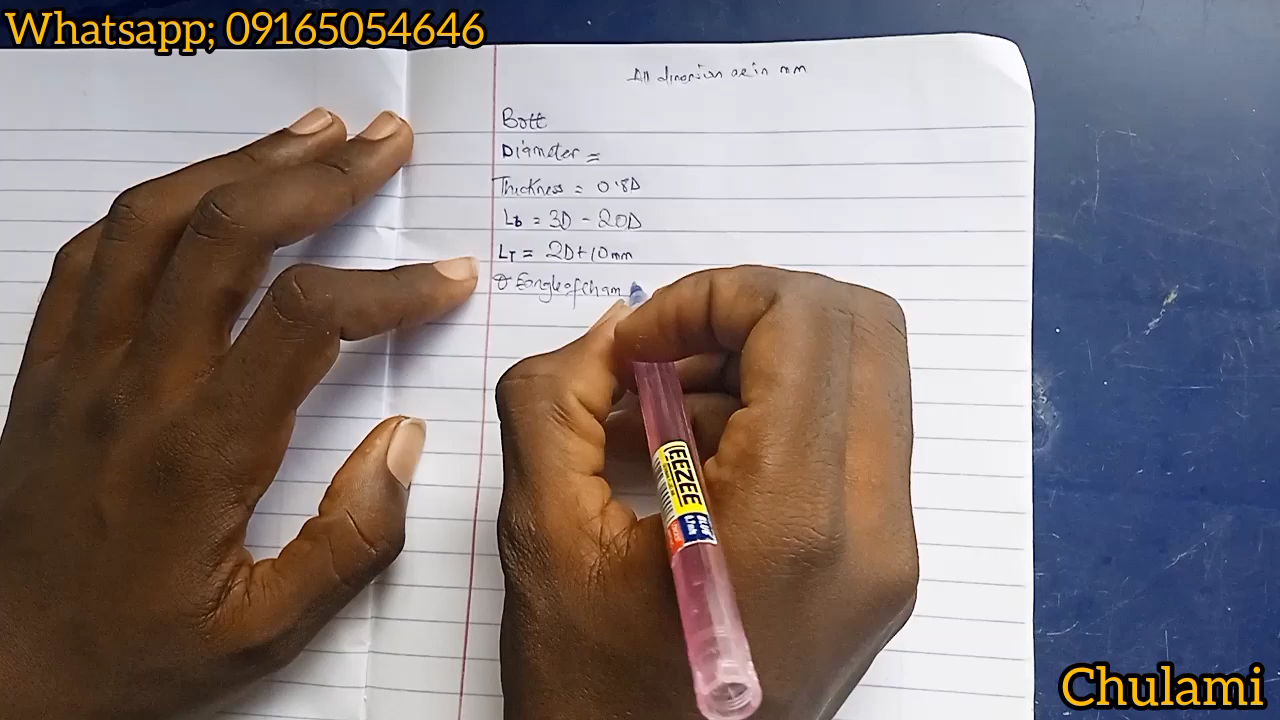 Whatsapp; 09165054646
All dimension are in mm
Bolt
Diameter =
Thickness = 0.8D
Lb = 3D - 20D
LT = 2D + 10mm
angle of cham
TEEZEE
Chulami